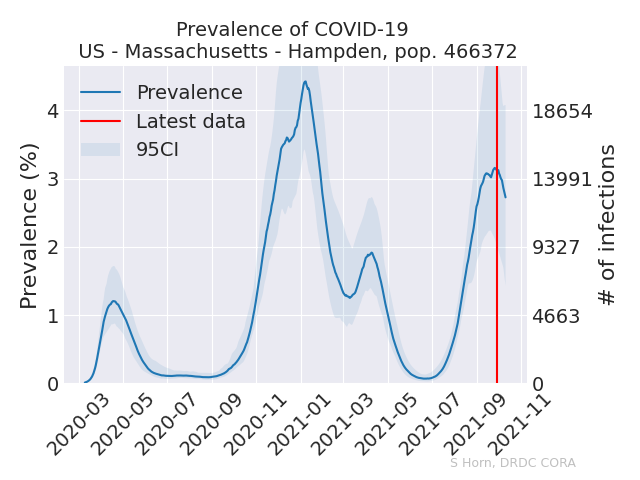 Prevalence of COVID-19
US - Massachusetts - Hampden, pop. 466372
Prevalence
Latest data
95CI
Prevalence (%)
4
3
2
1
0
18654
13991
9327
4663
0
# of infections
2020-03
2020-05
2020-07
2020-09
2020-11
2021-01
2021-03
2021-05
2021-07
2021-09
2021-11
S Horn, DRDC CORA